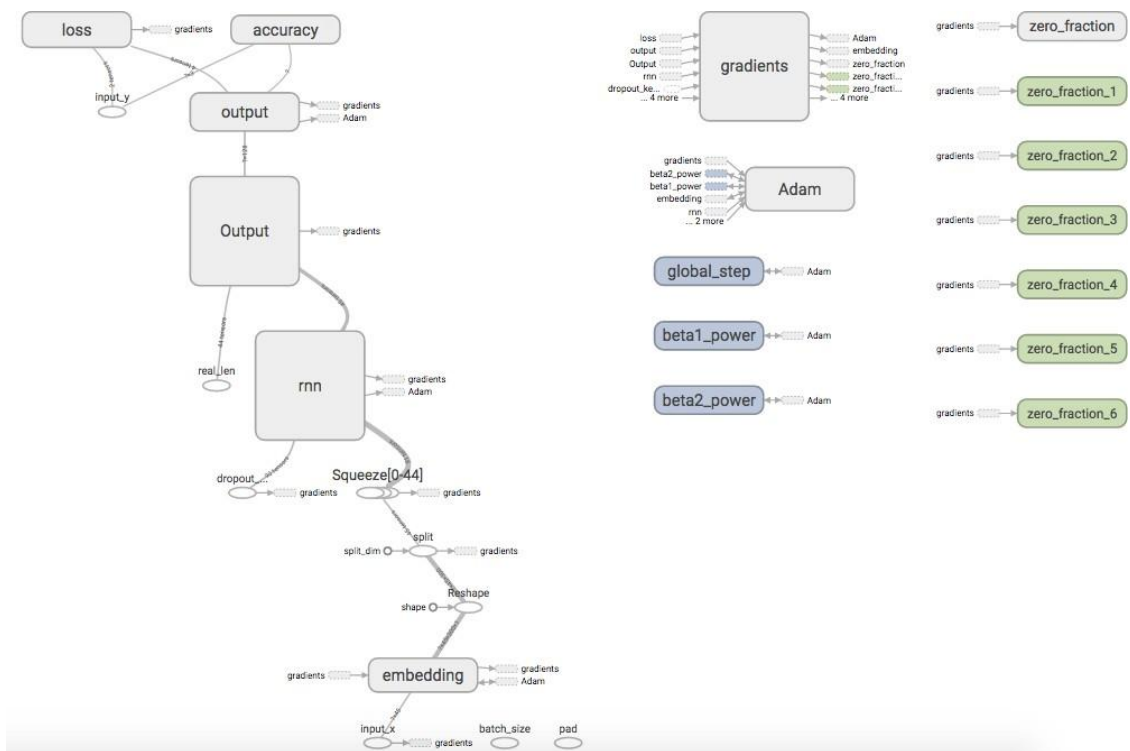 loss
gradients
accuracy
input_y
output
gradients
Adam
Output
gradients
real_len
rnn
gradients
Adam
dropout_...
gradients
Squeeze[0-44]
gradients
split
split_dim
gradients
Reshape
shape
embedding
gradients
gradients
Adam
input_x
gradients
batch_size
pad
gradients
loss
output
Output
rnn
dropout_ke...
... 4 more
Adam
embedding
zero_fraction
zero_fracti...
zero_fracti...
... 4 more
Adam
gradients
beta2_power
beta1_power
embedding
rnn
... 2 more
global_step
Adam
beta1_power
Adam
beta2_power
Adam
gradients
zero_fraction
gradients
zero_fraction_1
gradients
zero_fraction_2
gradients
zero_fraction_3
gradients
zero_fraction_4
gradients
zero_fraction_5
gradients
zero_fraction_6